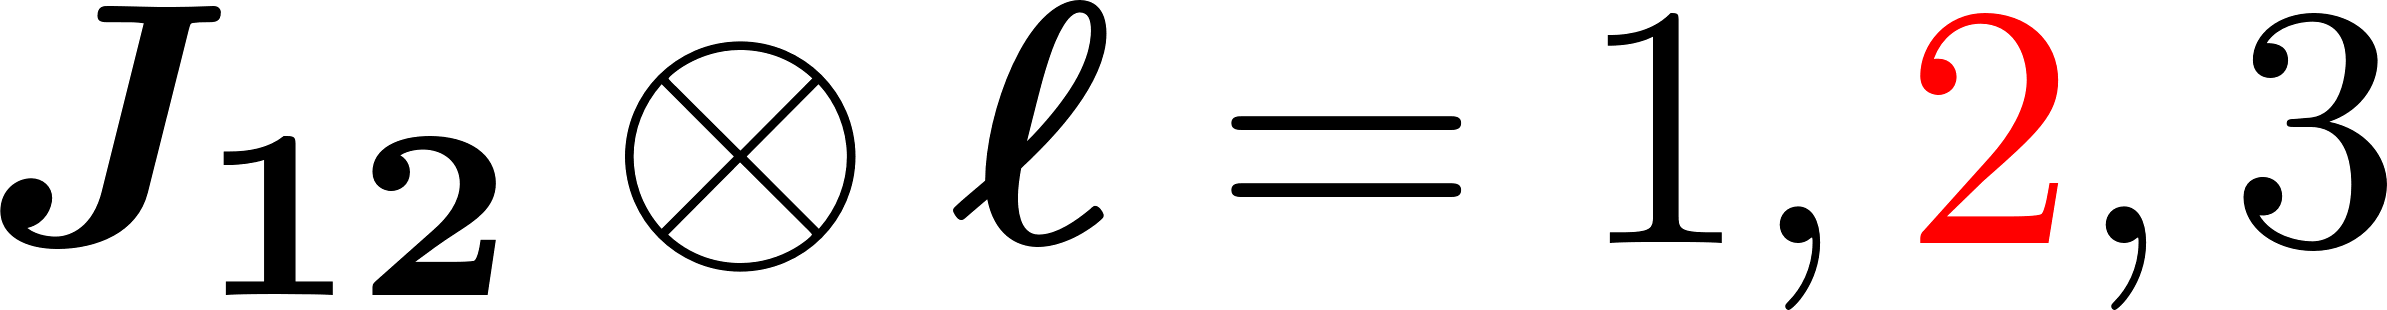 J₁₂ ⊗ ℓ = 1, 2, 3